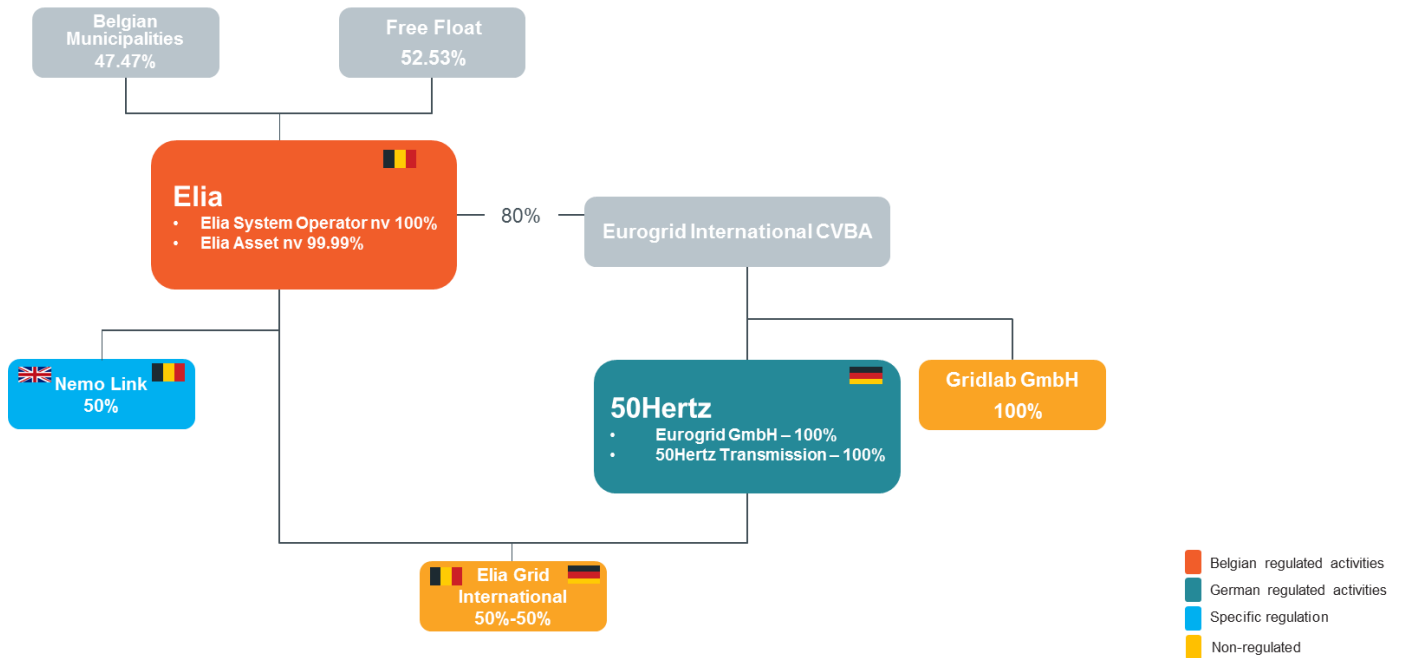 Belgian
Municipalities
47.47%
Free Float
52.53%
Elia
• Elia System Operator nv 100%
• Elia Asset nv 99.99%
80%
Eurogrid International CVBA
Nemo Link
50%
50Hertz
• Eurogrid GmbH – 100%
• 50Hertz Transmission – 100%
Gridlab GmbH
100%
Elia Grid
International
50%-50%
Belgian regulated activities
German regulated activities
Specific regulation
Non-regulated